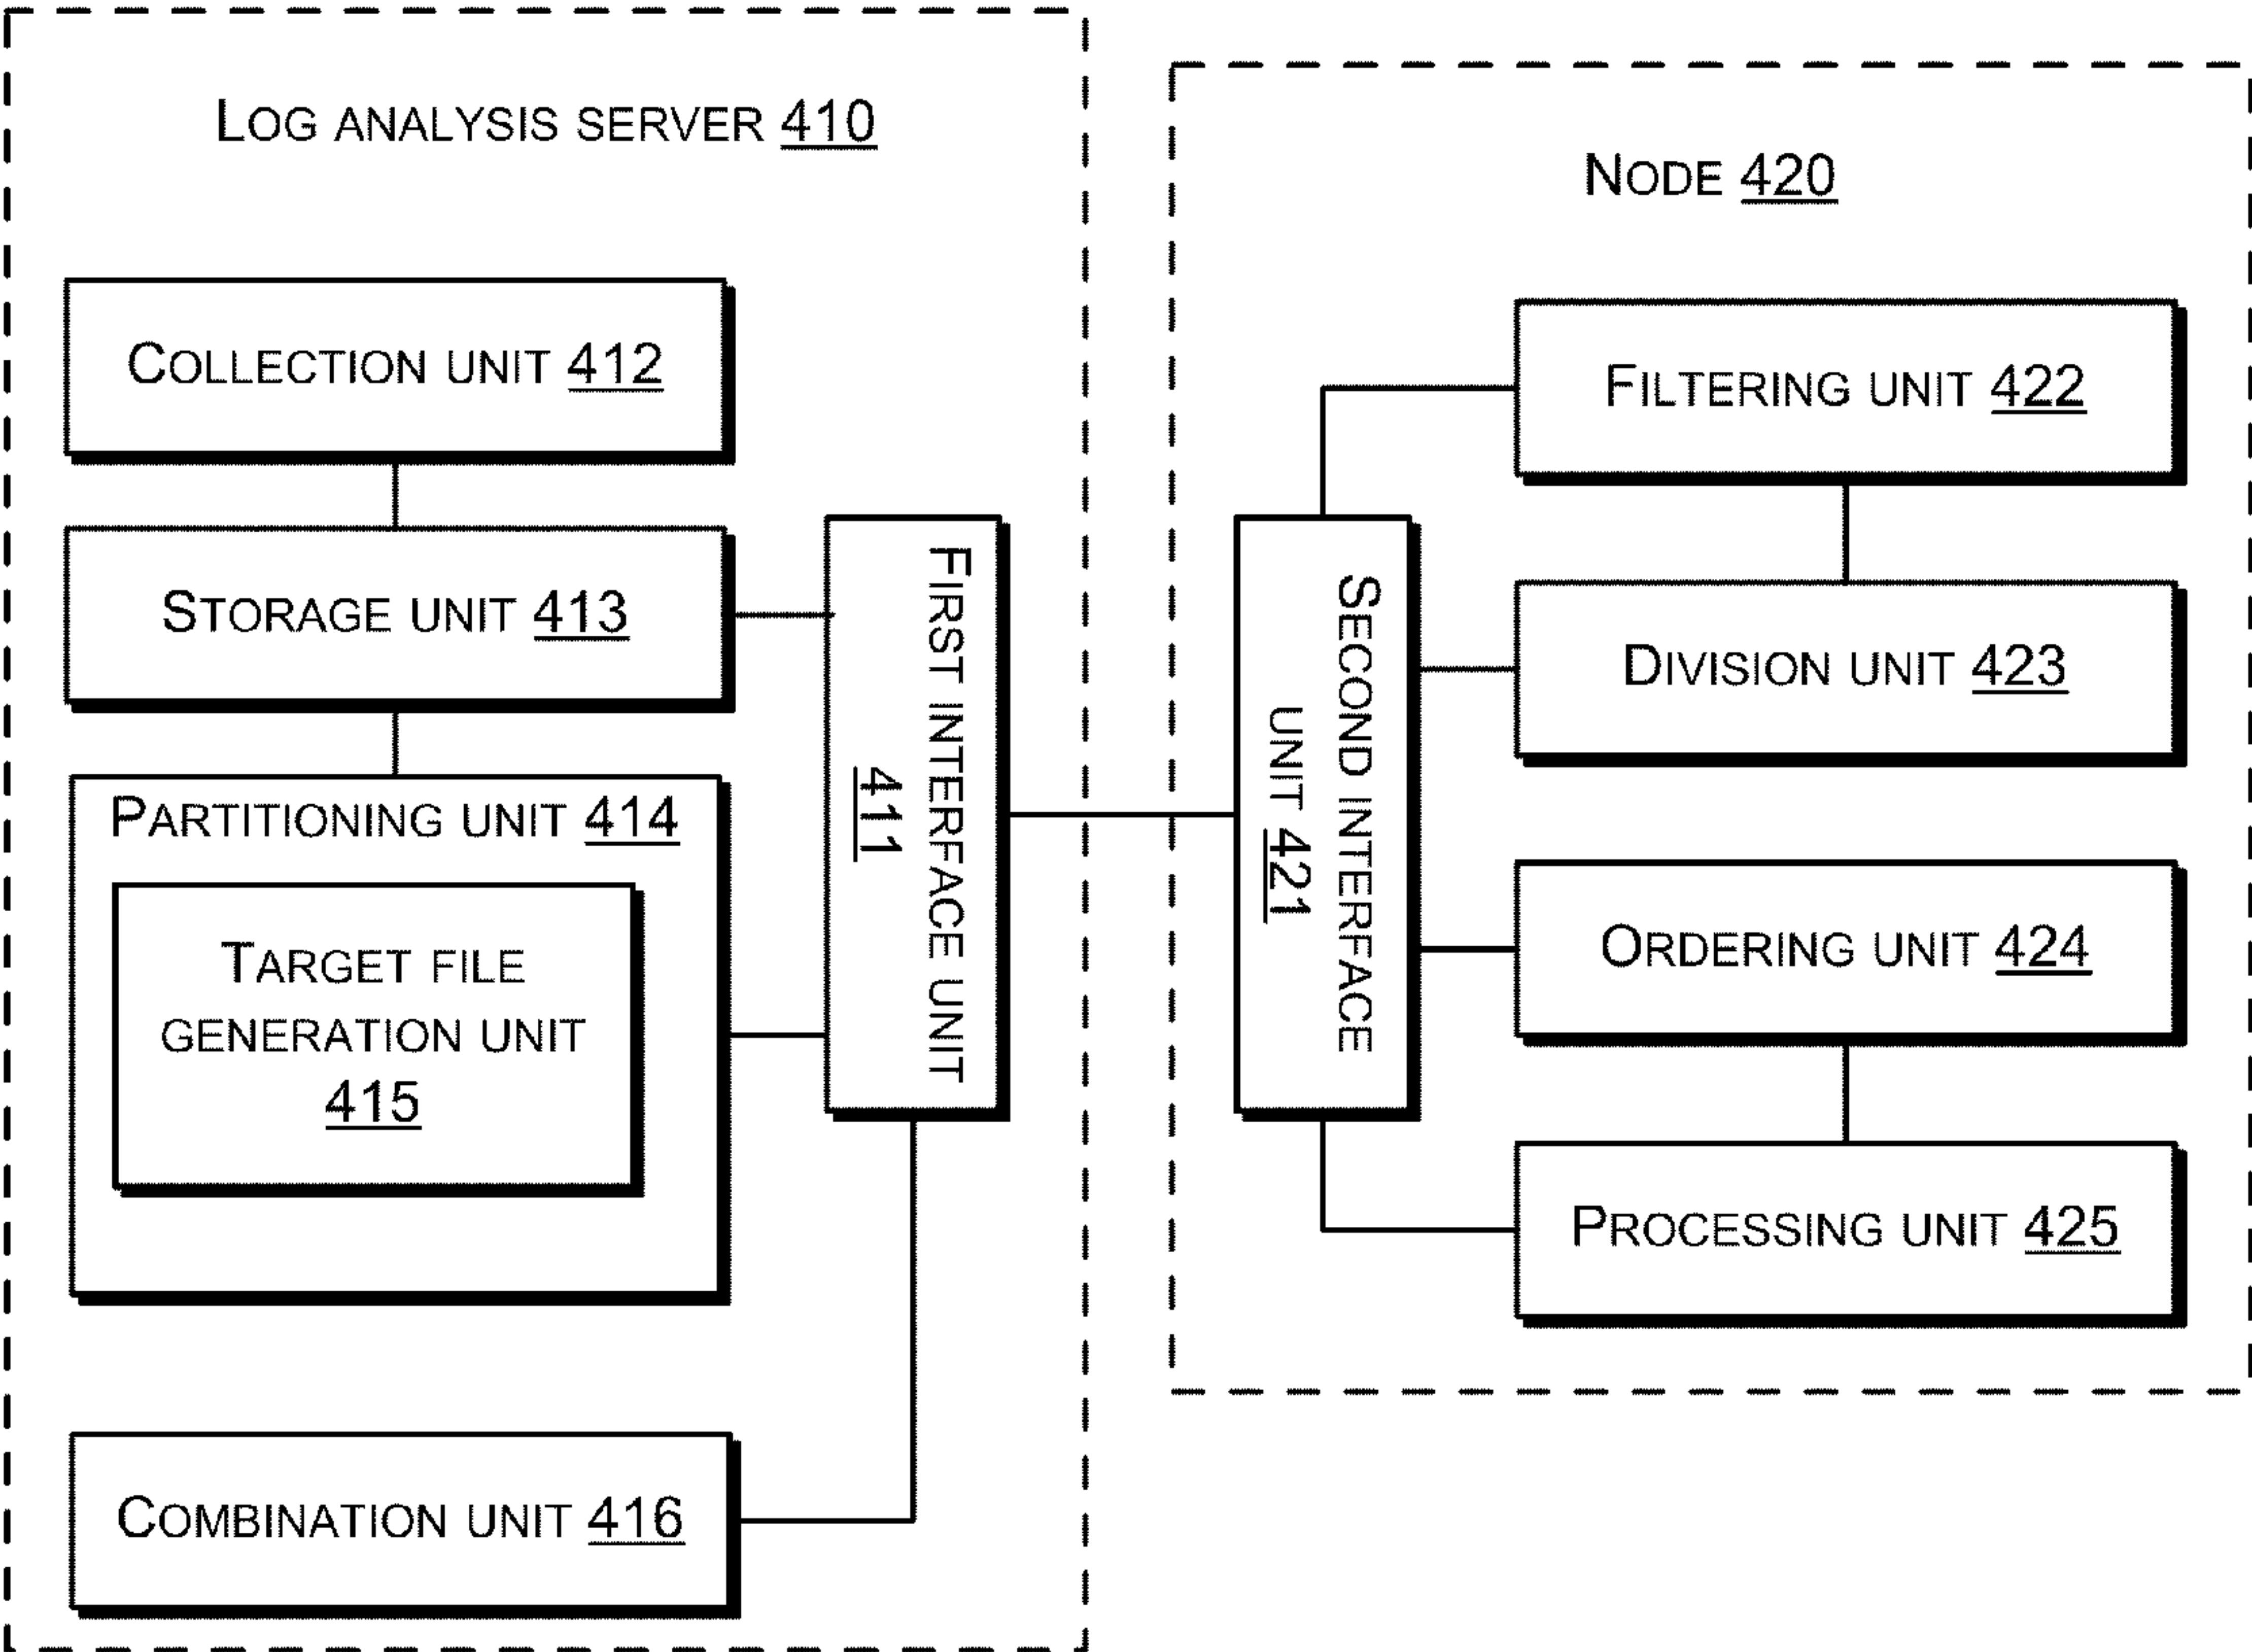 LOG ANALYSIS SERVER 410
COLLECTION UNIT 412
STORAGE UNIT 413
PARTITIONING UNIT 414
TARGET FILE
GENERATION UNIT
415
COMBINATION UNIT 416
FIRST INTERFACE UNIT
411
NODE 420
SECOND INTERFACE
UNIT 421
FILTERING UNIT 422
DIVISION UNIT 423
ORDERING UNIT 424
PROCESSING UNIT 425